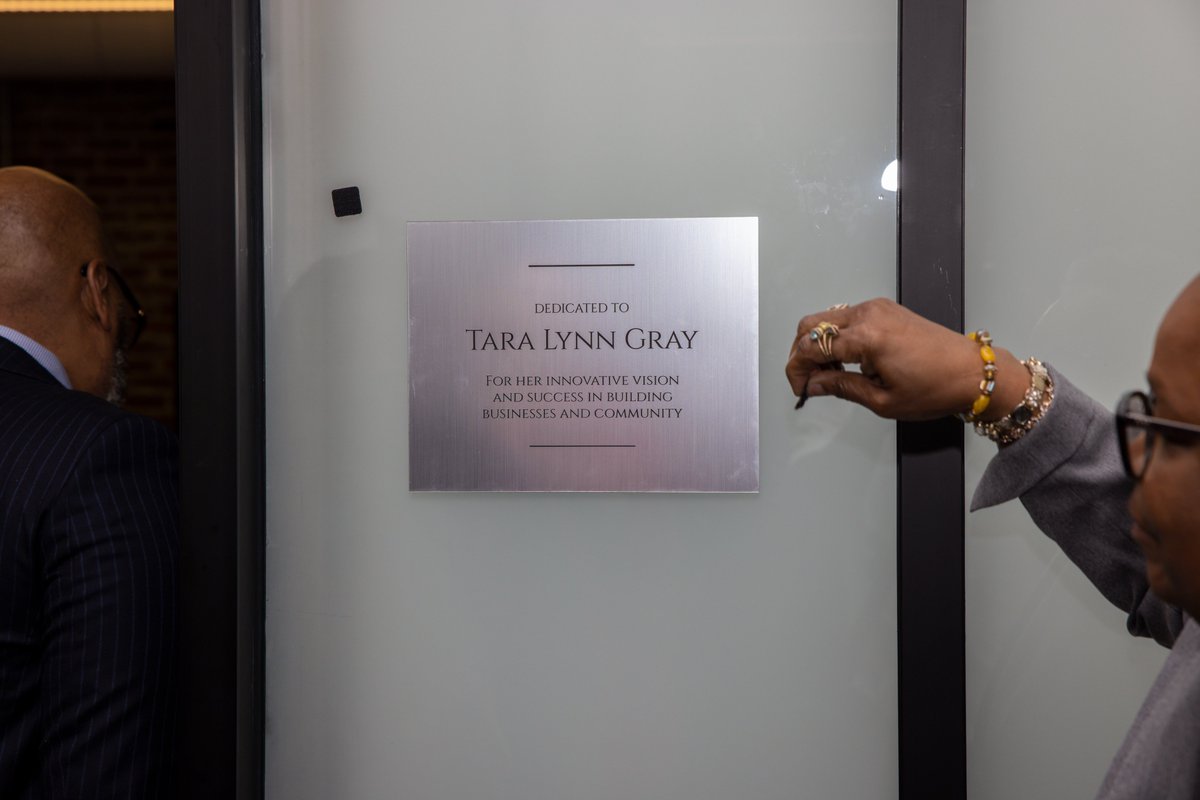 DEDICATED TO
TARA LYNN GRAY
FOR HER INNOVATIVE VISION
AND SUCCESS IN BUILDING
BUSINESSES AND COMMUNITY